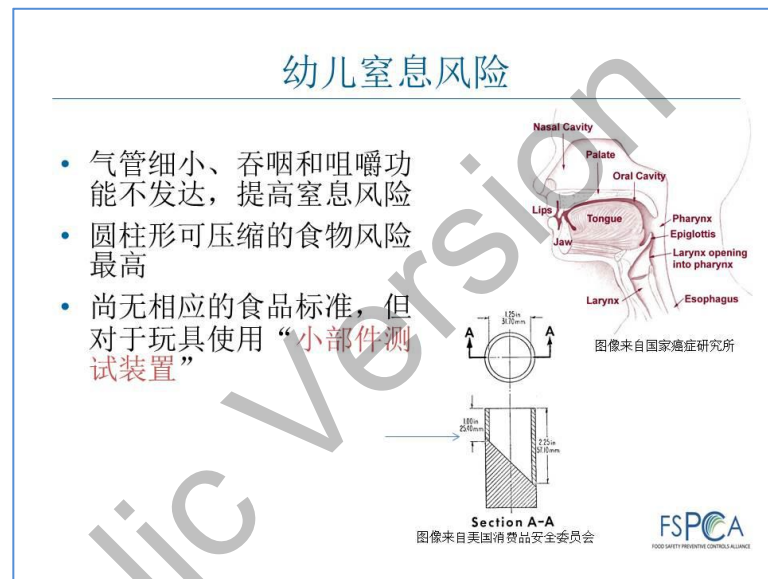 幼儿窒息风险
• 气管细小、吞咽和咀嚼功
能不发达，提高窒息风险
• 圆柱形可压缩的食物风险
最高
• 尚无相应的食品标准，但
对于玩具使用“小部件测
试装置”
Nasal Cavity
Palate
Oral Cavity
Lips
Tongue
Jaw
Pharynx
Epiglottis
Larynx opening
into pharynx
Larynx
Esophagus
图像来自国家癌症研究所
1.25in
31.70mm
A
A
1.00in
25.40mm
2.25in
57.10mm
Section A-A
图像来自美国消费品安全委员会
FSPCA
FOOD SAFETY PREVENTIVE CONTROLS ALLIANCE
lic Version